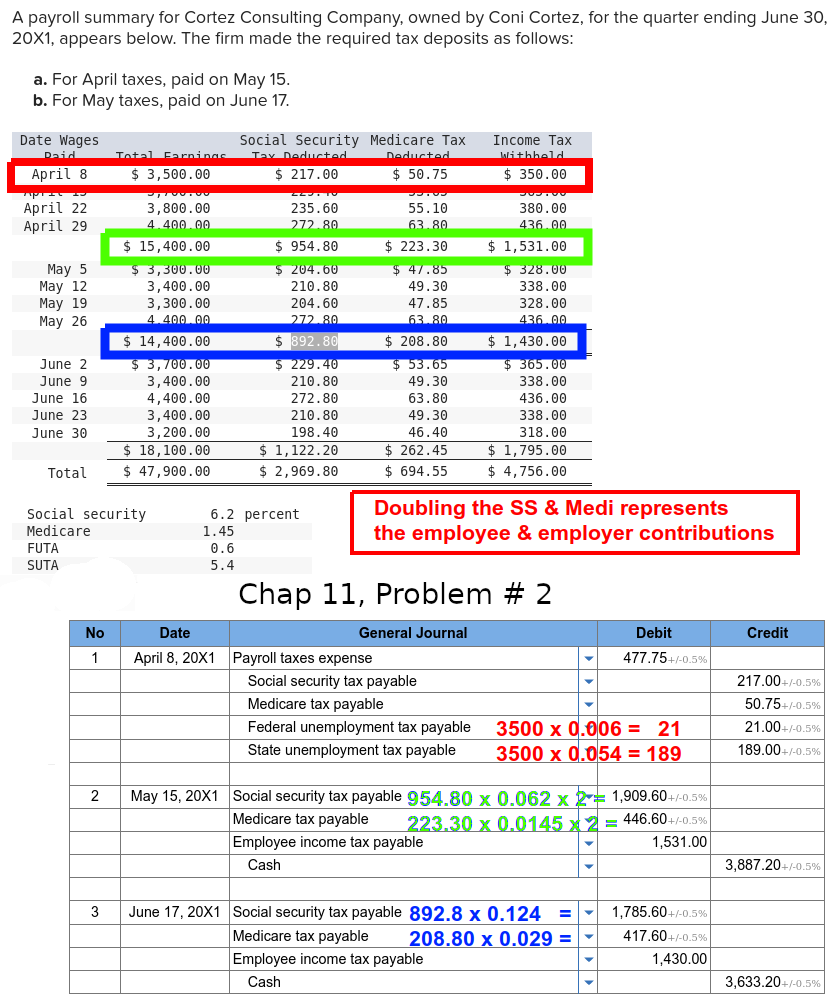 A payroll summary for Cortez Consulting Company, owned by Coni Cortez, for the quarter ending June 30,
20X1, appears below. The firm made the required tax deposits as follows:
a. For April taxes, paid on May 15.
b. For May taxes, paid on June 17.
Date Wages Social Security Medicare Tax Income Tax
Paid Total Earnings Tax Deducted Deducted Withheld
April 8 $ 3,500.00 $ 217.00 $ 50.75 $ 350.00
April 22 3,800.00 235.60 55.10 380.00
April 29 4,400.00 272.80 63.80 436.00
$ 15,400.00 $ 954.80 $ 223.30 $ 1,531.00
May 5 $ 3,300.00 $ 204.60 $ 47.85 $ 328.00
May 12 3,400.00 210.80 49.30 338.00
May 19 3,300.00 204.60 47.85 328.00
May 26 4,400.00 272.80 63.80 436.00
$ 14,400.00 $ 892.80 $ 208.80 $ 1,430.00
June 2 $ 3,700.00 $ 229.40 $ 53.65 $ 365.00
June 9 3,400.00 210.80 49.30 338.00
June 16 4,400.00 272.80 63.80 436.00
June 23 3,400.00 210.80 49.30 338.00
June 30 3,200.00 198.40 46.40 318.00
$ 18,100.00 $ 1,122.20 $ 262.45 $ 1,795.00
Total $ 47,900.00 $ 2,969.80 $ 694.55 $ 4,756.00
Social security 6.2 percent
Medicare 1.45
FUTA 0.6
SUTA 5.4
Doubling the SS & Medi represents
the employee & employer contributions
Chap 11, Problem # 2
No Date General Journal Debit Credit
1 April 8, 20X1 Payroll taxes expense 477.75+/-0.5%
Social security tax payable 217.00+/-0.5%
Medicare tax payable 50.75+/-0.5%
Federal unemployment tax payable 3500 x 0.006 = 21 21.00+/-0.5%
State unemployment tax payable 3500 x 0.054 = 189 189.00+/-0.5%
2 May 15, 20X1 Social security tax payable 954.80 x 0.062 x 2 = 1,909.60+/-0.5%
Medicare tax payable 223.30 x 0.0145 x 2 = 446.60+/-0.5%
Employee income tax payable 1,531.00
Cash 3,887.20+/-0.5%
3 June 17, 20X1 Social security tax payable 892.8 x 0.124 = 1,785.60+/-0.5%
Medicare tax payable 208.80 x 0.029 = 417.60+/-0.5%
Employee income tax payable 1,430.00
Cash 3,633.20+/-0.5%